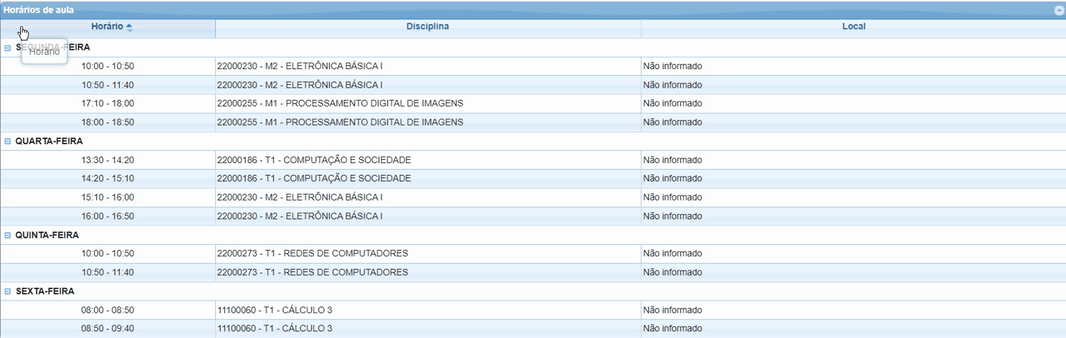 Horários de aula
Horário Disciplina Local
SEGUNDA-FEIRA
Horário
10:00 - 10:50 22000230 - M2 - ELETRÔNICA BÁSICA I Não informado
10:50 - 11:40 22000230 - M2 - ELETRÔNICA BÁSICA I Não informado
17:10 - 18:00 22000255 - M1 - PROCESSAMENTO DIGITAL DE IMAGENS Não informado
18:00 - 18:50 22000255 - M1 - PROCESSAMENTO DIGITAL DE IMAGENS Não informado
QUARTA-FEIRA
13:30 - 14:20 22000186 - T1 - COMPUTAÇÃO E SOCIEDADE Não informado
14:20 - 15:10 22000186 - T1 - COMPUTAÇÃO E SOCIEDADE Não informado
15:10 - 16:00 22000230 - M2 - ELETRÔNICA BÁSICA I Não informado
16:00 - 16:50 22000230 - M2 - ELETRÔNICA BÁSICA I Não informado
QUINTA-FEIRA
10:00 - 10:50 22000273 - T1 - REDES DE COMPUTADORES Não informado
10:50 - 11:40 22000273 - T1 - REDES DE COMPUTADORES Não informado
SEXTA-FEIRA
08:00 - 08:50 11100060 - T1 - CÁLCULO 3 Não informado
08:50 - 09:40 11100060 - T1 - CÁLCULO 3 Não informado